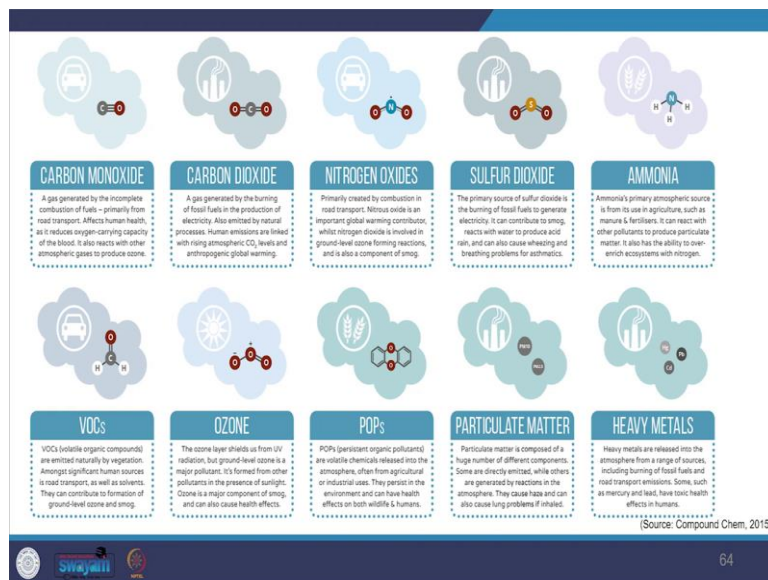 C O
O C O
O N O
O S O
N H H H
CARBON MONOXIDE
A gas generated by the incomplete
combustion of fuels – primarily from
road transport. Affects human health,
as it reduces oxygen-carrying capacity
of the blood. It also reacts with other
atmospheric gases to produce ozone.
CARBON DIOXIDE
A gas generated by the burning
of fossil fuels in the production of
electricity. Also emitted by natural
processes. Human emissions are linked
with rising atmospheric CO₂ levels and
anthropogenic global warming.
NITROGEN OXIDES
Primarily created by combustion in
road transport. Nitrous oxide is an
important global warming contributor,
whilst nitrogen dioxide is involved in
ground-level ozone forming reactions,
and is also a component of smog.
SULFUR DIOXIDE
The primary source of sulfur dioxide is
the burning of fossil fuels to generate
electricity. It can contribute to smog,
reacts with water to produce acid
rain, and can also cause wheezing and
breathing problems for asthmatics.
AMMONIA
Ammonia's primary atmospheric source
is from its use in agriculture, such as
manure & fertilisers. It can react with
other pollutants to produce particulate
matter. It also has the ability to over-
enrich ecosystems with nitrogen.
O C H H
O O O
O O
PM10
PM2.5
Hg Pb Cd
VOCs
VOCs (volatile organic compounds)
are emitted naturally by vegetation.
Amongst significant human sources
is road transport, as well as solvents.
They can contribute to formation of
ground-level ozone and smog.
OZONE
The ozone layer shields us from UV
radiation, but ground-level ozone is a
major pollutant. It's formed from other
pollutants in the presence of sunlight.
Ozone is a major component of smog,
and can also cause health effects.
POPs
POPs (persistent organic pollutants)
are volatile chemicals released into the
atmosphere, often from agricultural
or industrial uses. They persist in the
environment and can have health
effects on both wildlife & humans.
PARTICULATE MATTER
Particulate matter is composed of a
huge number of different components.
Some are directly emitted, while others
are generated by reactions in the
atmosphere. They cause haze and can
also cause lung problems if inhaled.
HEAVY METALS
Heavy metals are released into the
atmosphere from a range of sources,
including burning of fossil fuels and
road transport emissions. Some, such
as mercury and lead, have toxic health
effects in humans.
(Source: Compound Chem, 2015
swayam
NPTEL
64